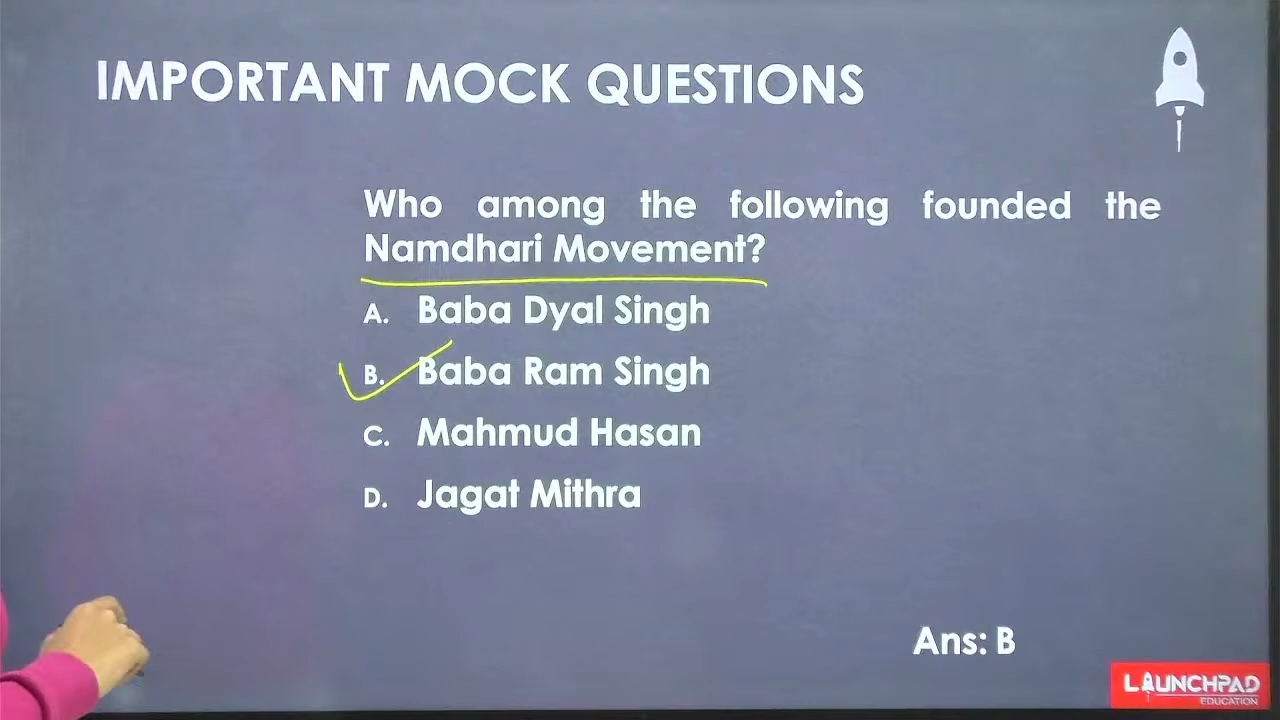 IMPORTANT MOCK QUESTIONS
Who among the following founded the
Namdhari Movement?
A. Baba Dyal Singh
B. Baba Ram Singh
C. Mahmud Hasan
D. Jagat Mithra
Ans: B
LAUNCHPAD
EDUCATION